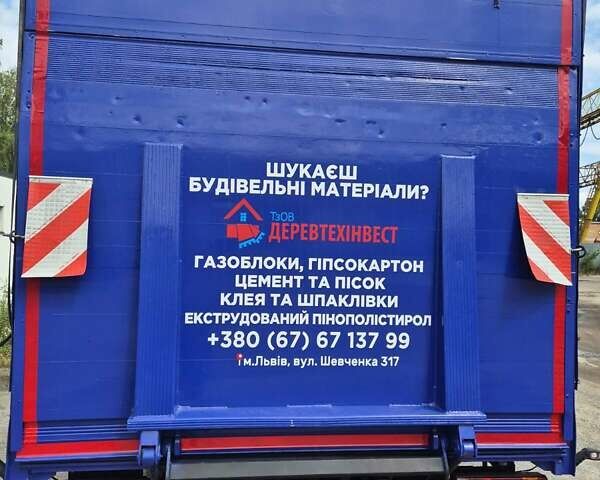 ШУКАЄШ
БУДІВЕЛЬНІ МАТЕРІАЛИ?
ТзОВ
ДЕРЕВТЕХІНВЕСТ
ГАЗОБЛОКИ, ГІПСОКАРТОН
ЦЕМЕНТ ТА ПІСОК
КЛЕЯ ТА ШПАКЛІВКИ
ЕКСТРУДОВАНИЙ ПІНОПОЛІСТИРОЛ
+380 (67) 67 137 99
м.Львів, вул. Шевченка 317